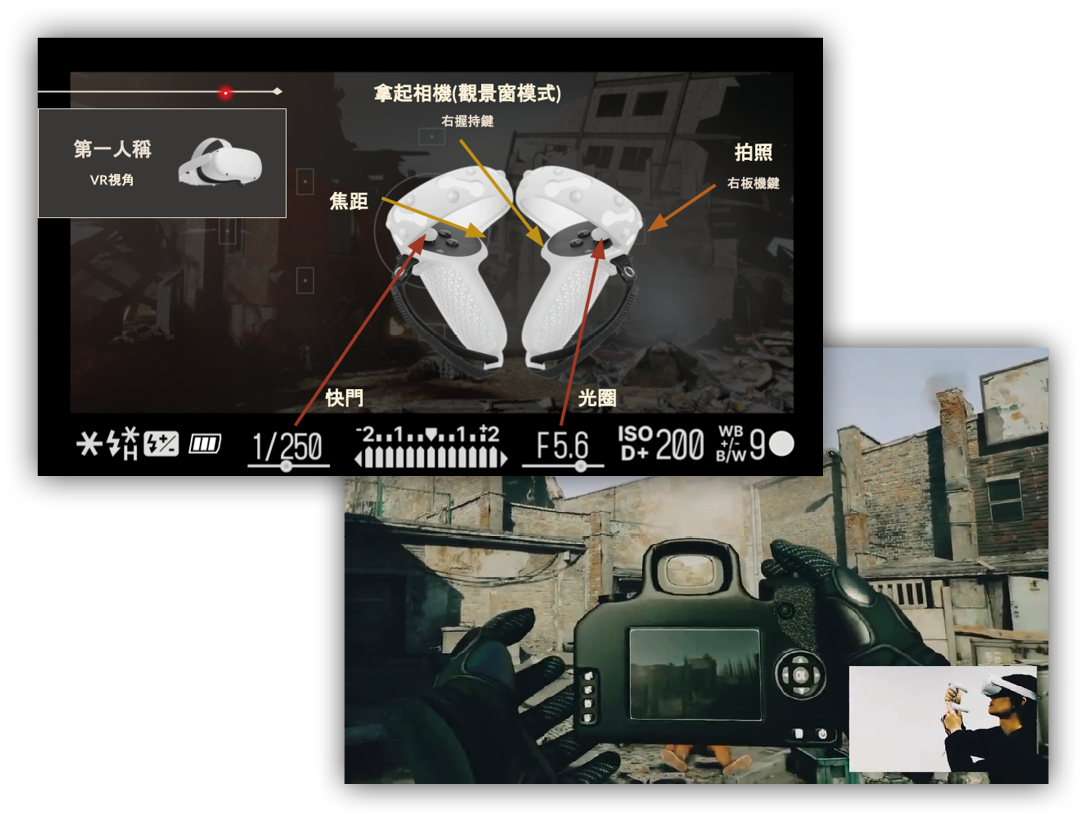 拿起相機(觀景窗模式)
右握持鍵
第一人稱
VR視角
焦距
拍照
右板機鍵
快門
光圈
H
1/250
-2..1..▼..1..+2
F5.6
ISO
D+
200
WB
+/-
B/W
9
OK